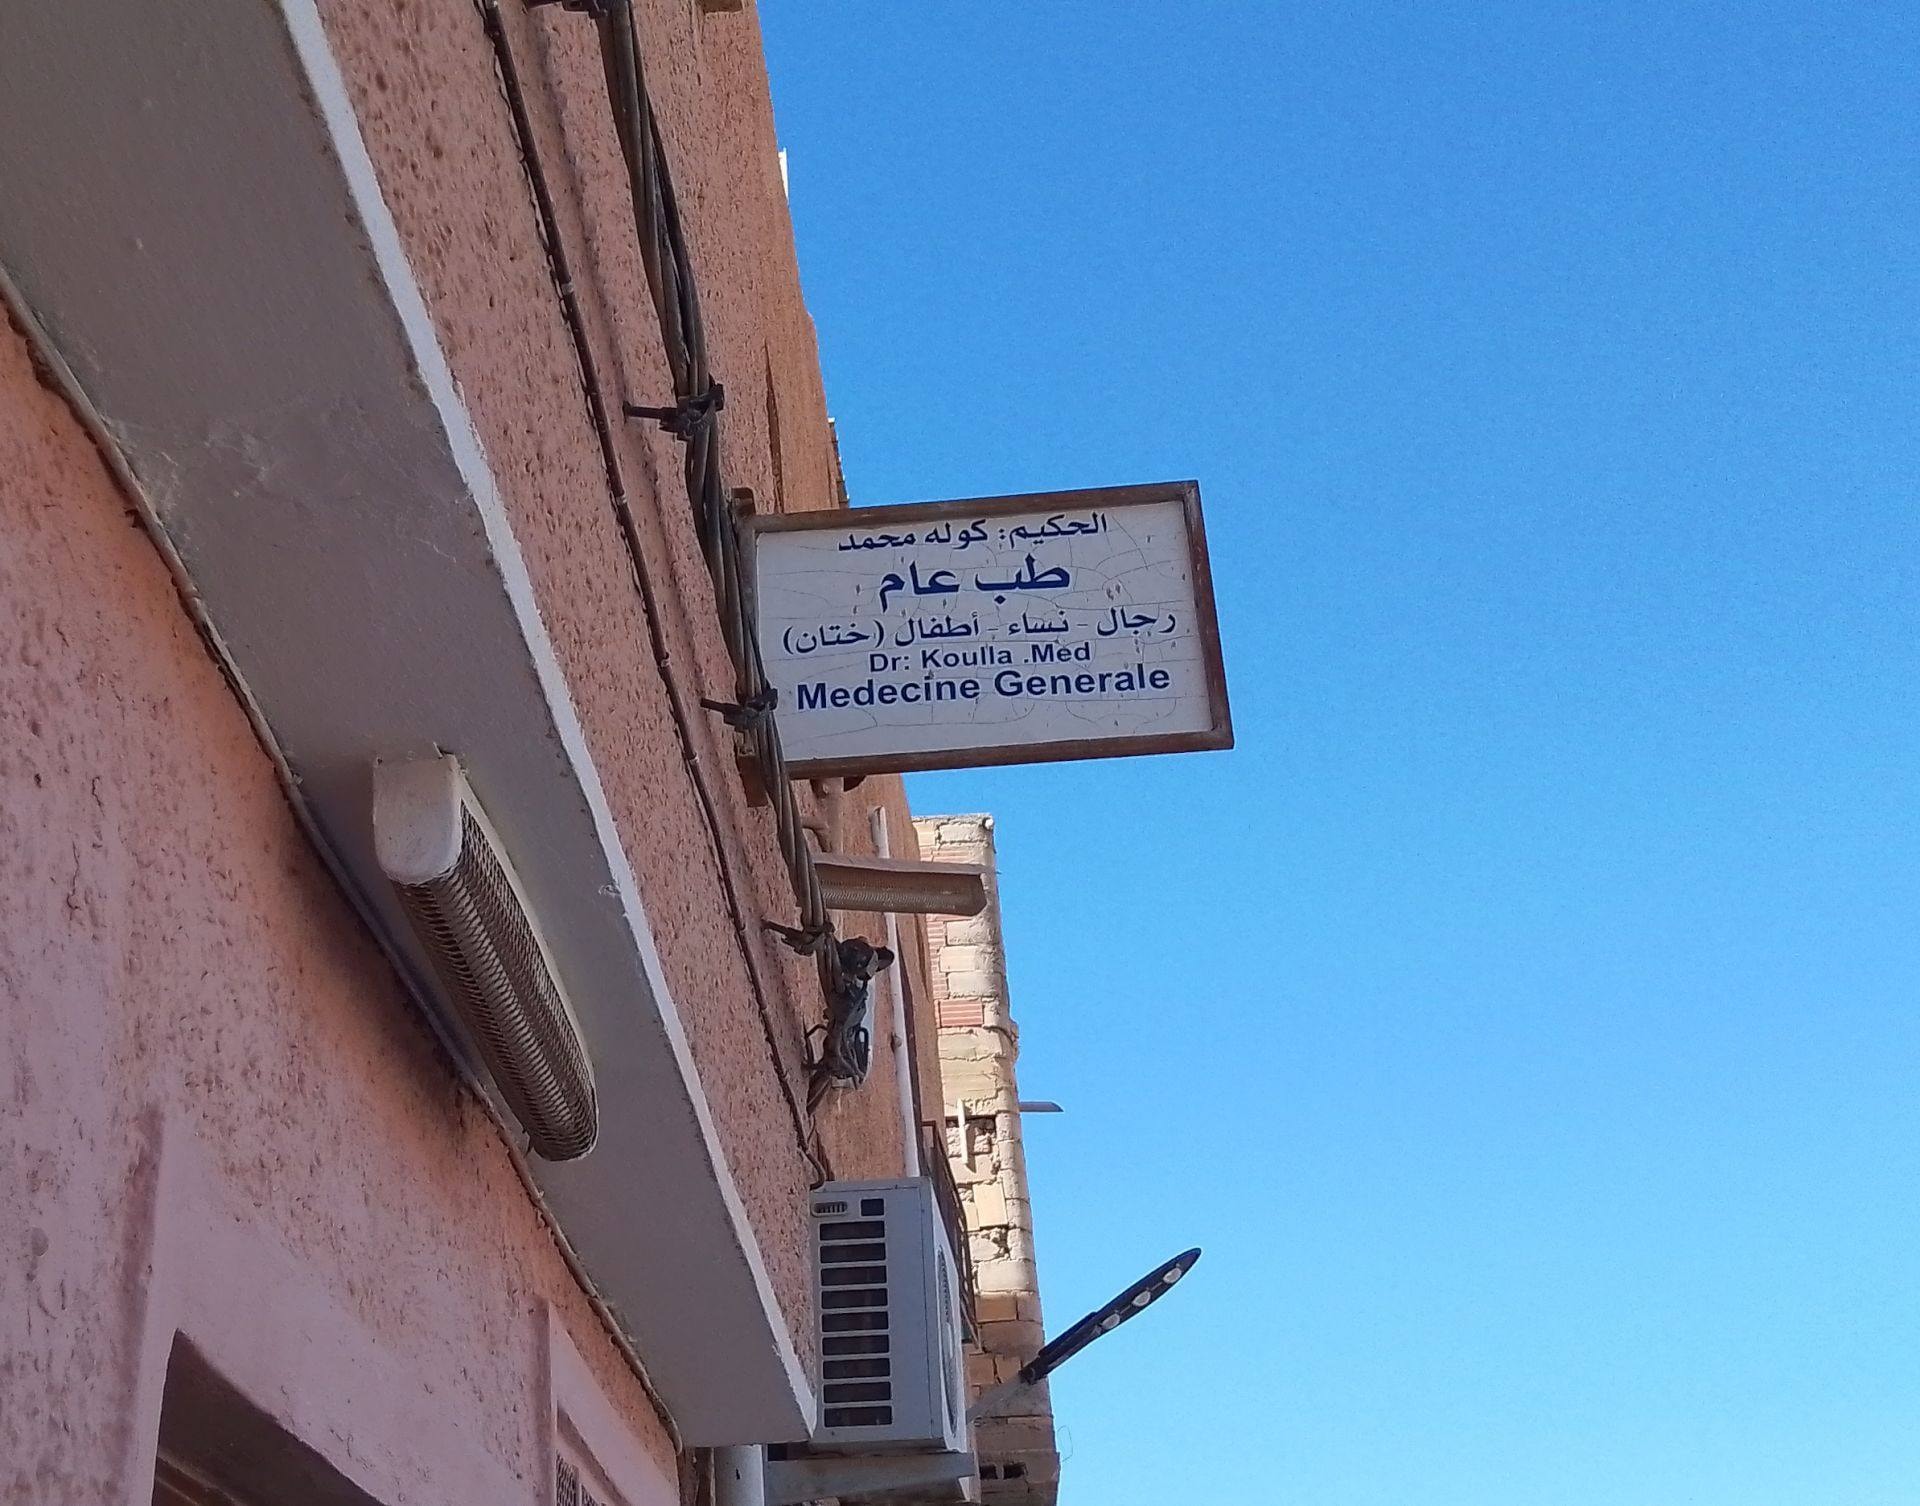 الحكيم: كوله محمد
طب عام
رجال - نساء - أطفال (ختان)
Dr: Koulla .Med
Medecine Generale